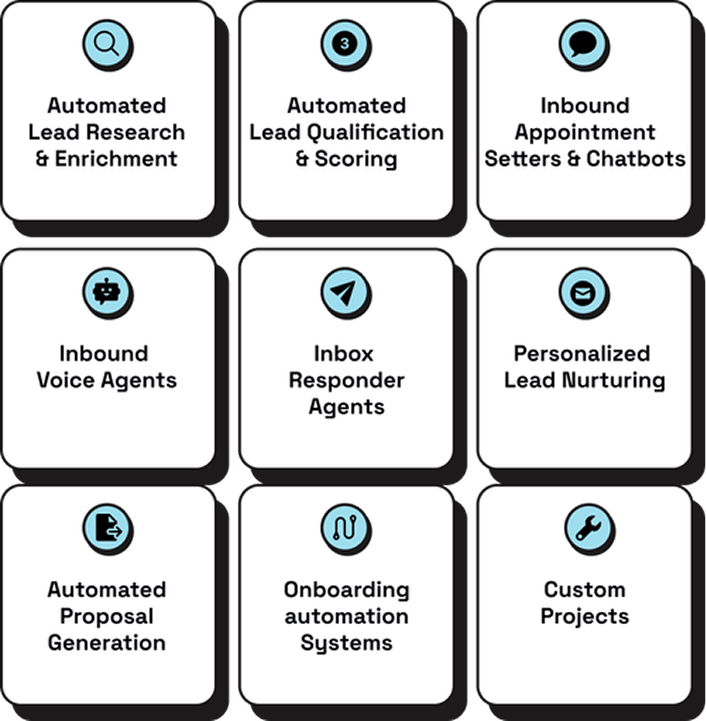 Automated
Lead Research
& Enrichment
3
Automated
Lead Qualification
& Scoring
Inbound
Appointment
Setters & Chatbots
Inbound
Voice Agents
Inbox
Responder
Agents
Personalized
Lead Nurturing
Automated
Proposal
Generation
Onboarding
automation
Systems
Custom
Projects